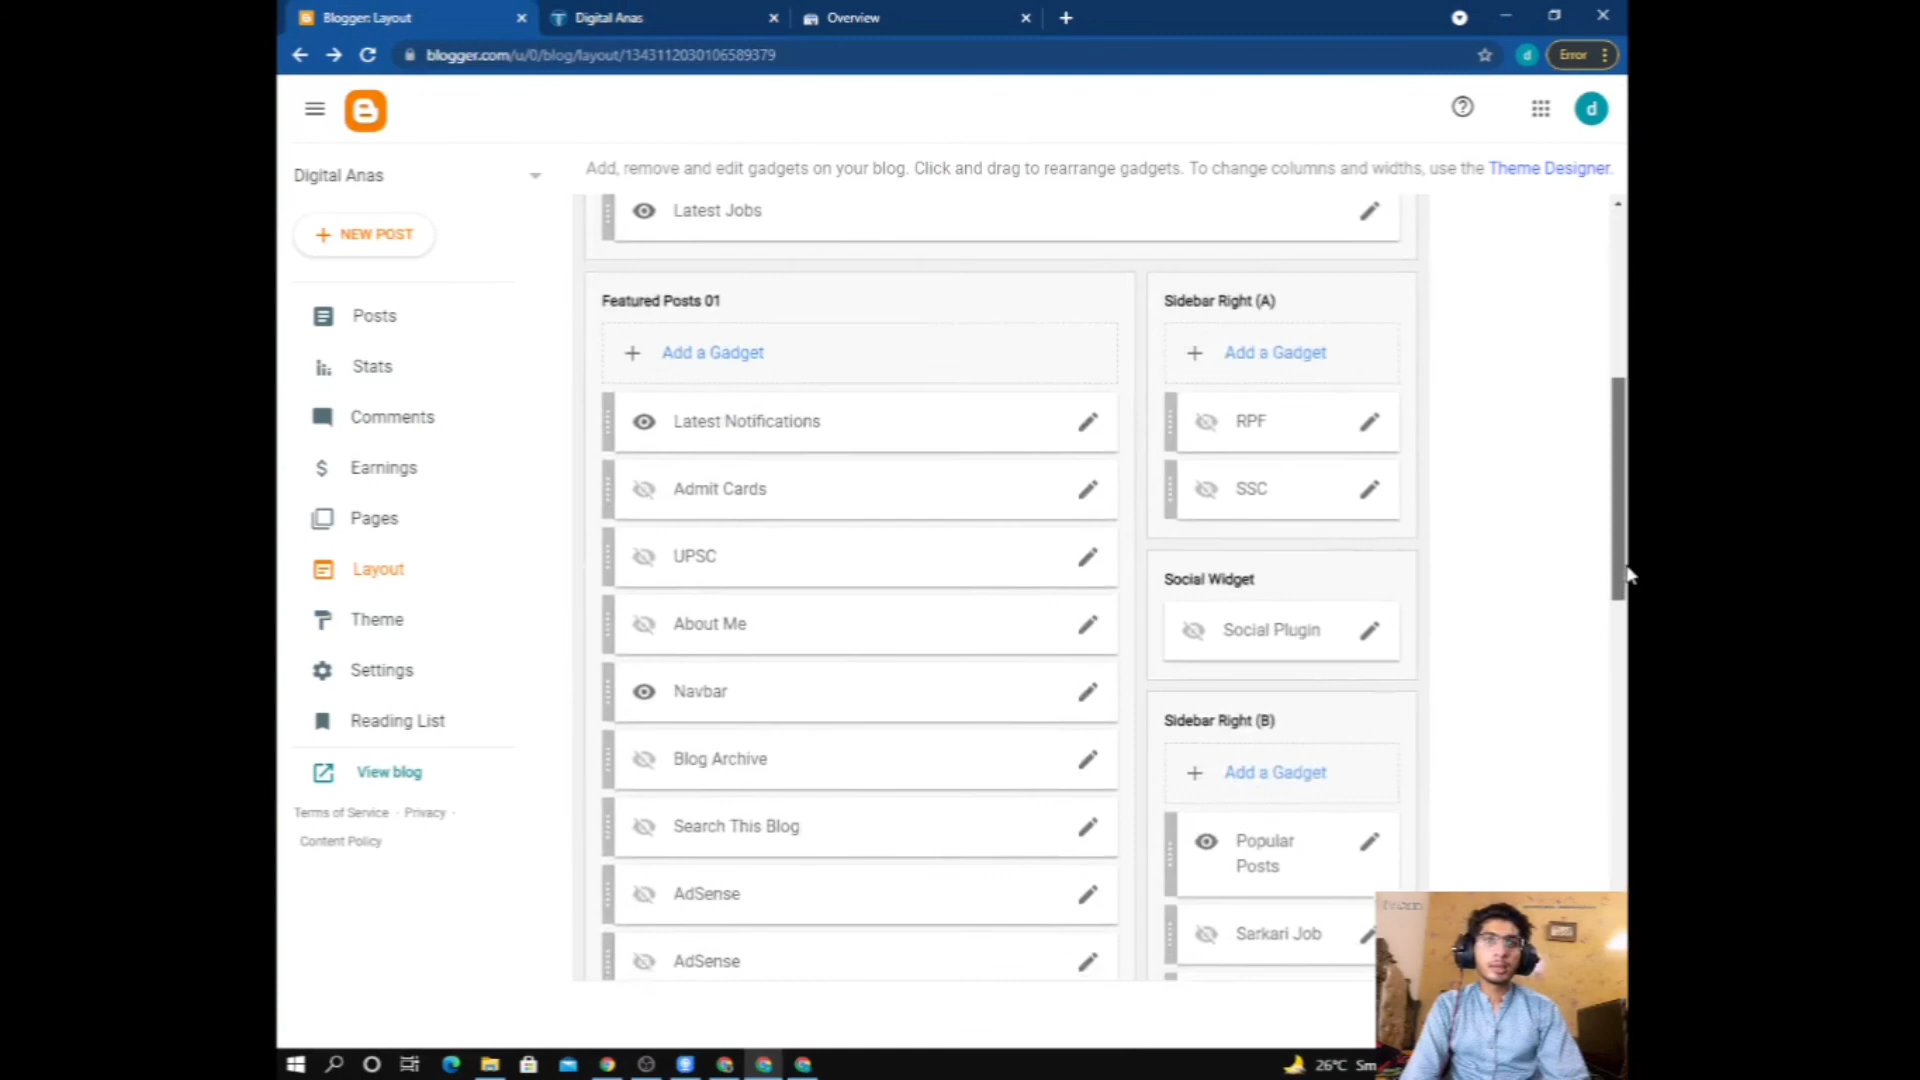 Blogger: Layout
Digital Anas
Overview
blogger.com/u/0/blog/layout/1343112030106589379
Error
d
d
Digital Anas
Add, remove and edit gadgets on your blog. Click and drag to rearrange gadgets. To change columns and widths, use the Theme Designer.
NEW POST
Posts
Stats
Comments
Earnings
Pages
Layout
Theme
Settings
Reading List
View blog
Terms of Service · Privacy ·
Content Policy
Latest Jobs
Featured Posts 01
Add a Gadget
Latest Notifications
Admit Cards
UPSC
About Me
Navbar
Blog Archive
Search This Blog
AdSense
AdSense
Sidebar Right (A)
Add a Gadget
RPF
SSC
Social Widget
Social Plugin
Sidebar Right (B)
Add a Gadget
Popular
Posts
Sarkari Job
26°C Sm